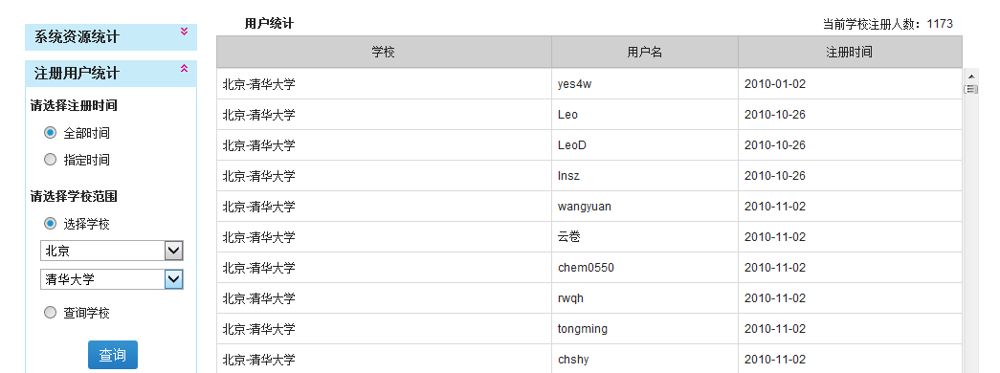 系统资源统计
注册用户统计
请选择注册时间
全部时间
指定时间
请选择学校范围
选择学校
北京
清华大学
查询学校
查询
用户统计
当前学校注册人数：1173
学校 用户名 注册时间
北京-清华大学 yes4w 2010-01-02
北京-清华大学 Leo 2010-10-26
北京-清华大学 LeoD 2010-10-26
北京-清华大学 lnsz 2010-10-26
北京-清华大学 wangyuan 2010-11-02
北京-清华大学 云卷 2010-11-02
北京-清华大学 chem0550 2010-11-02
北京-清华大学 rwqh 2010-11-02
北京-清华大学 tongming 2010-11-02
北京-清华大学 chshy 2010-11-02